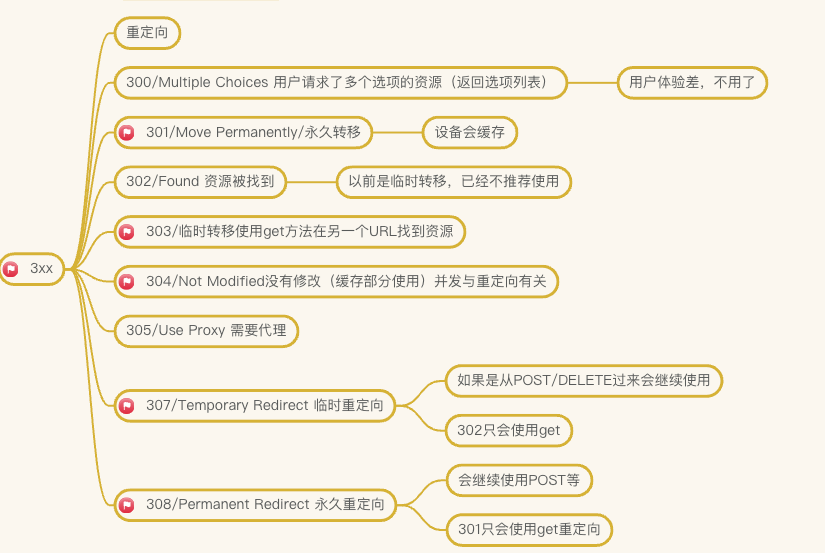 重定向
300/Multiple Choices 用户请求了多个选项的资源（返回选项列表）
用户体验差，不用了
301/Move Permanently/永久转移
设备会缓存
302/Found 资源被找到
以前是临时转移，已经不推荐使用
303/临时转移使用get方法在另一个URL找到资源
3xx
304/Not Modified没有修改（缓存部分使用）并发与重定向有关
305/Use Proxy 需要代理
307/Temporary Redirect 临时重定向
如果是从POST/DELETE过来会继续使用
302只会使用get
308/Permanent Redirect 永久重定向
会继续使用POST等
301只会使用get重定向